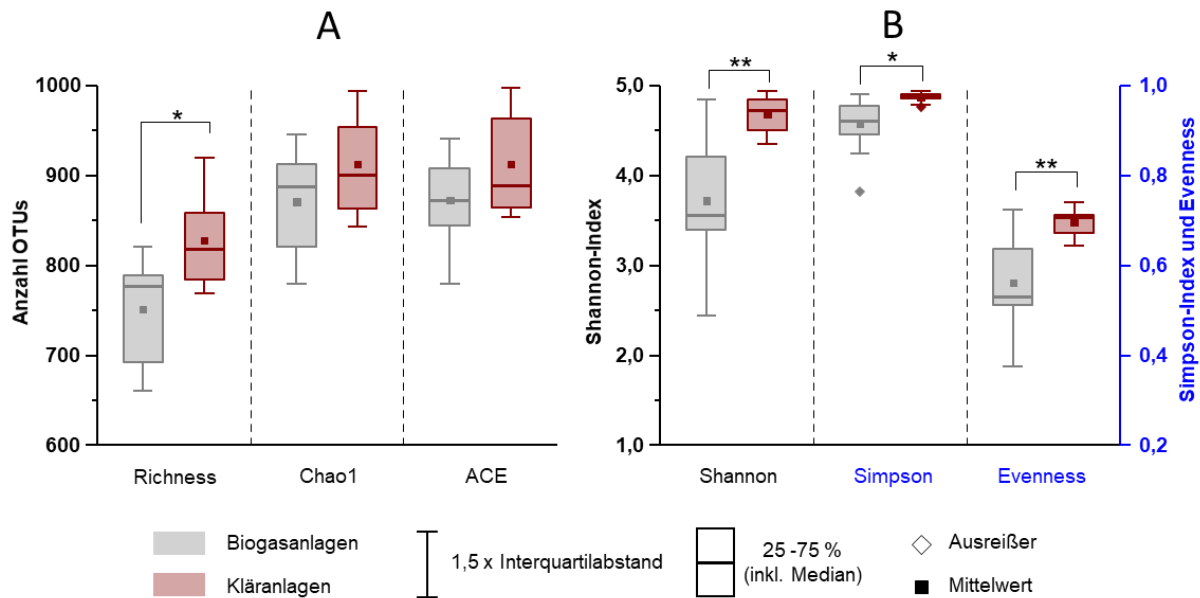 A
B
Anzahl OTUs
1000
900
800
700
600
*
Richness
Chao1
ACE
Shannon-Index
5,0
4,0
3,0
2,0
1,0
**
*
**
Shannon
Simpson
Evenness
1,0
0,8
0,6
0,4
0,2
Simpson-Index und Evenness
Biogasanlagen
Kläranlagen
1,5 x Interquartilabstand
25 -75 %
(inkl. Median)
Ausreißer
Mittelwert